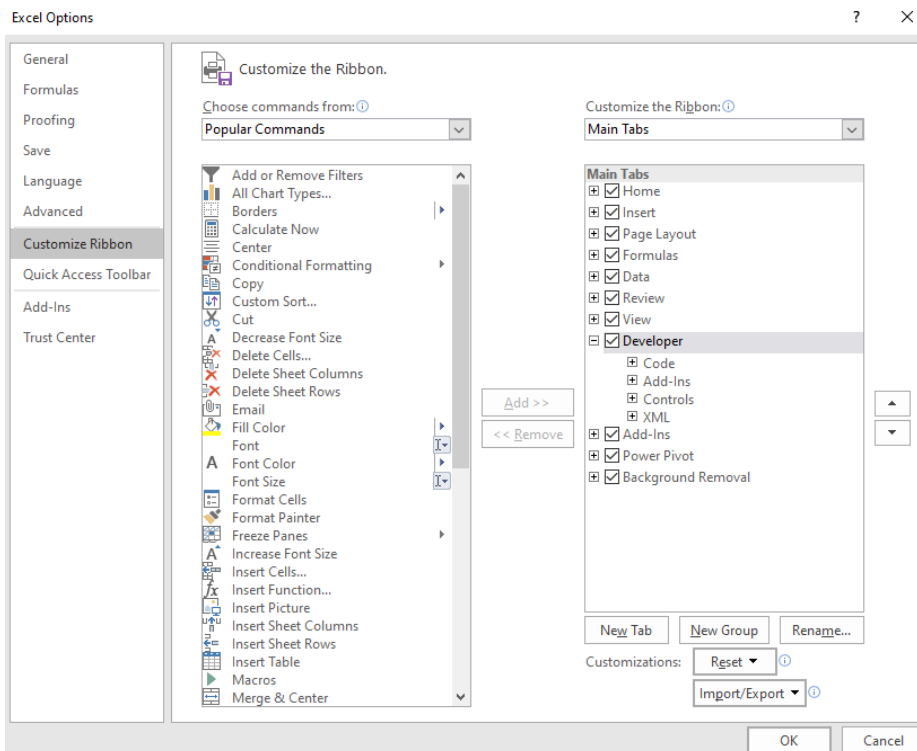 Excel Options
?
General
Formulas
Proofing
Save
Language
Advanced
Customize Ribbon
Quick Access Toolbar
Add-Ins
Trust Center
Customize the Ribbon.
Choose commands from:
Popular Commands
Add or Remove Filters
All Chart Types...
Borders
Calculate Now
Center
Conditional Formatting
Copy
Custom Sort...
Cut
Decrease Font Size
Delete Cells...
Delete Sheet Columns
Delete Sheet Rows
Email
Fill Color
Font
Font Color
Font Size
Format Cells
Format Painter
Freeze Panes
Increase Font Size
Insert Cells...
Insert Function...
Insert Picture
Insert Sheet Columns
Insert Sheet Rows
Insert Table
Macros
Merge & Center
Add >>
<< Remove
Customize the Ribbon:
Main Tabs
Main Tabs
Home
Insert
Page Layout
Formulas
Data
Review
View
Developer
Code
Add-Ins
Controls
XML
Add-Ins
Power Pivot
Background Removal
New Tab
New Group
Rename...
Customizations:
Reset
Import/Export
OK
Cancel